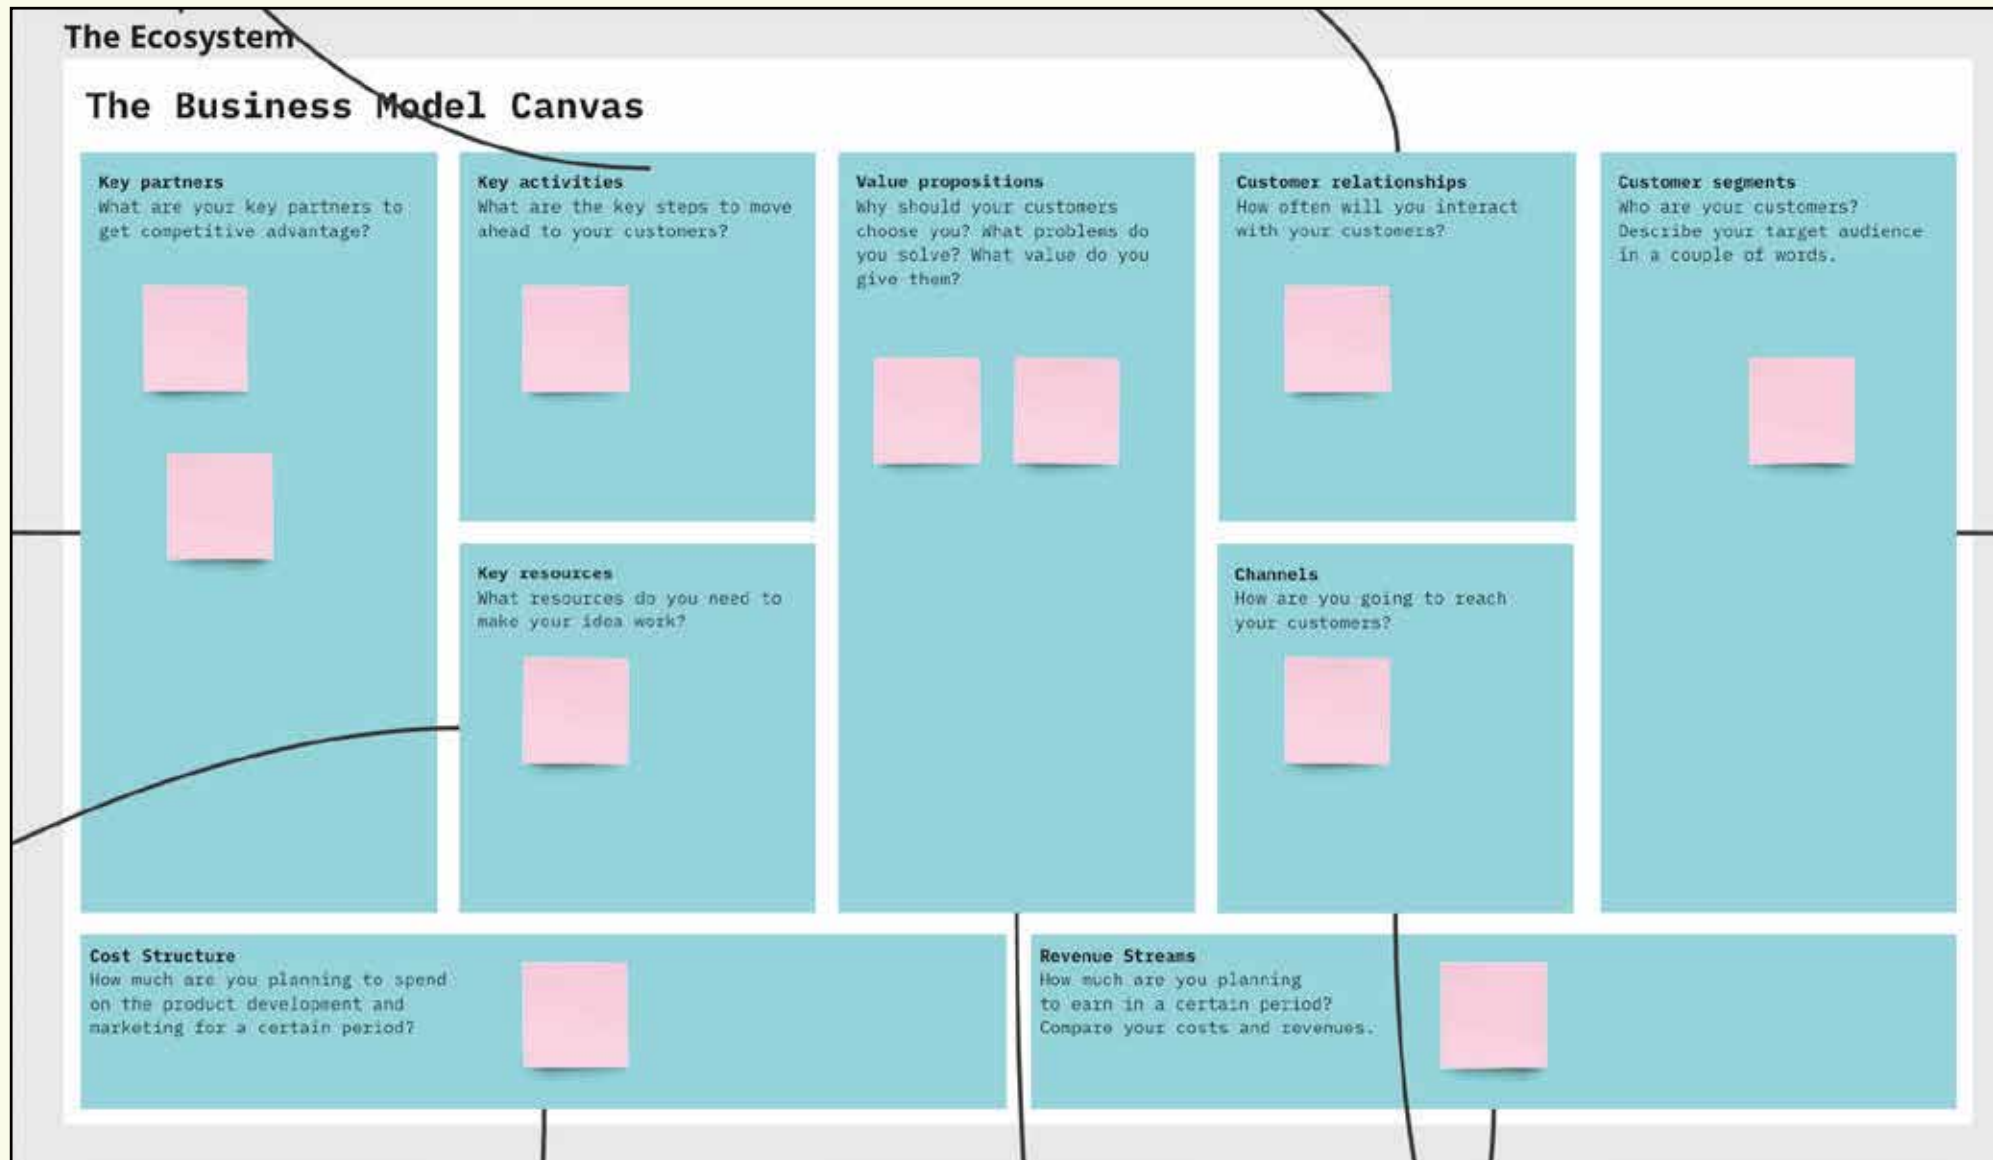 The Ecosystem
The Business Model Canvas
Key partners
What are your key partners to
get competitive advantage?
Key activities
What are the key steps to move
ahead to your customers?
Value propositions
Why should your customers
choose you? What problems do
you solve? What value do you
give them?
Customer relationships
How often will you interact
with your customers?
Customer segments
Who are your customers?
Describe your target audience
in a couple of words.
Key resources
What resources do you need to
make your idea work?
Channels
How are you going to reach
your customers?
Cost Structure
How much are you planning to spend
on the product development and
marketing for a certain period?
Revenue Streams
How much are you planning
to earn in a certain period?
Compare your costs and revenues.